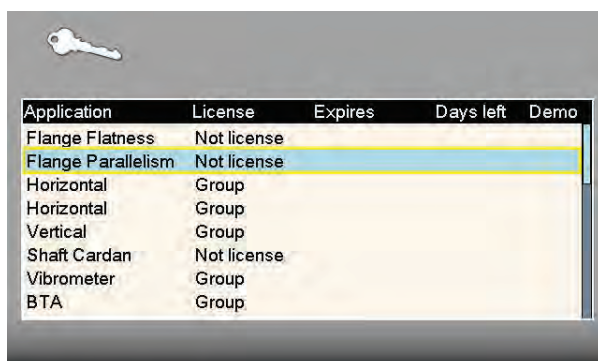 Application License Expires Days left Demo
Flange Flatness Not license
Flange Parallelism Not license
Horizontal Group
Horizontal Group
Vertical Group
Shaft Cardan Not license
Vibrometer Group
BTA Group